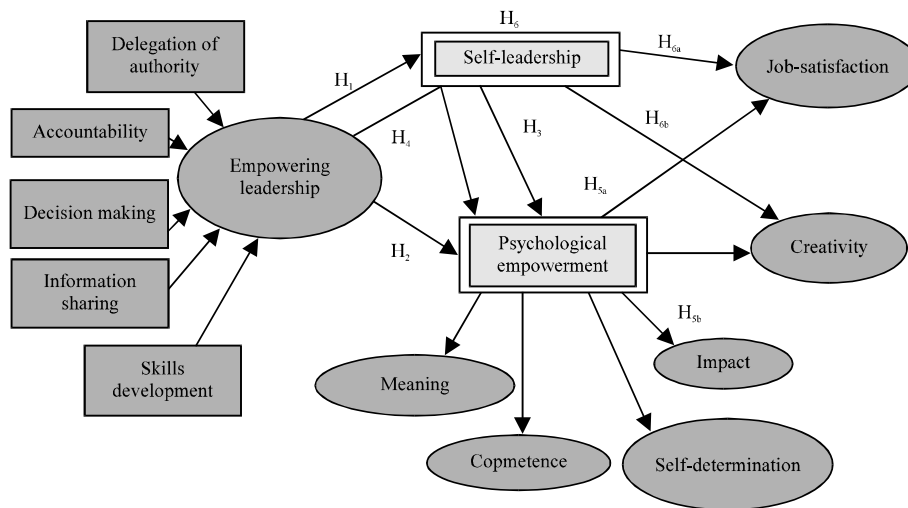 H6
Delegation of
authority
Self-leadership
H6a
Job-satisfaction
H1
Accountability
H4
H3
H6b
Empowering
leadership
Decision making
H5a
Psychological
empowerment
Creativity
H2
Information
sharing
H5b
Skills
development
Meaning
Impact
Copmetence
Self-determination